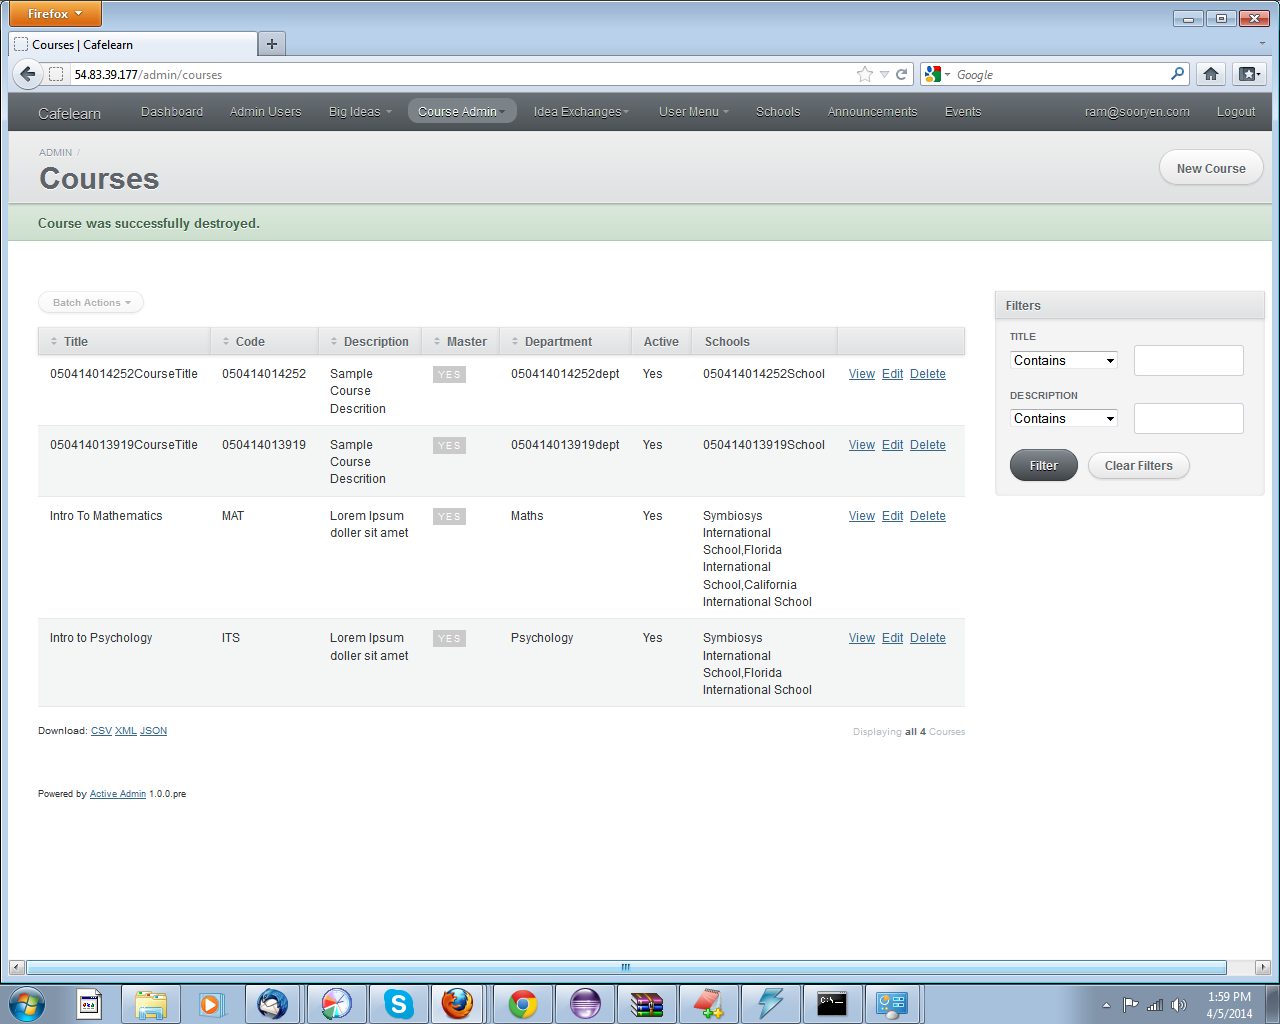 Firefox
Courses | Cafelearn
54.83.39.177/admin/courses
Google
Cafelearn Dashboard Admin Users Big Ideas Course Admin Idea Exchanges User Menu Schools Announcements Events ram@sooryen.com Logout
ADMIN /
Courses
New Course
Course was successfully destroyed.
Batch Actions
Title Code Description Master Department Active Schools
050414014252CourseTitle 050414014252 Sample YES 050414014252dept Yes 050414014252School View Edit Delete
Course
Descrition
050414013919CourseTitle 050414013919 Sample YES 050414013919dept Yes 050414013919School View Edit Delete
Course
Descrition
Intro To Mathematics MAT Lorem Ipsum YES Maths Yes Symbiosys View Edit Delete
doller sit amet International
School,Florida
International
School,California
International School
Intro to Psychology ITS Lorem Ipsum YES Psychology Yes Symbiosys View Edit Delete
doller sit amet International
School,Florida
International School
Download: CSV XML JSON
Displaying all 4 Courses
Filters
TITLE
Contains
DESCRIPTION
Contains
Filter Clear Filters
Powered by Active Admin 1.0.0.pre
1:59 PM
4/5/2014